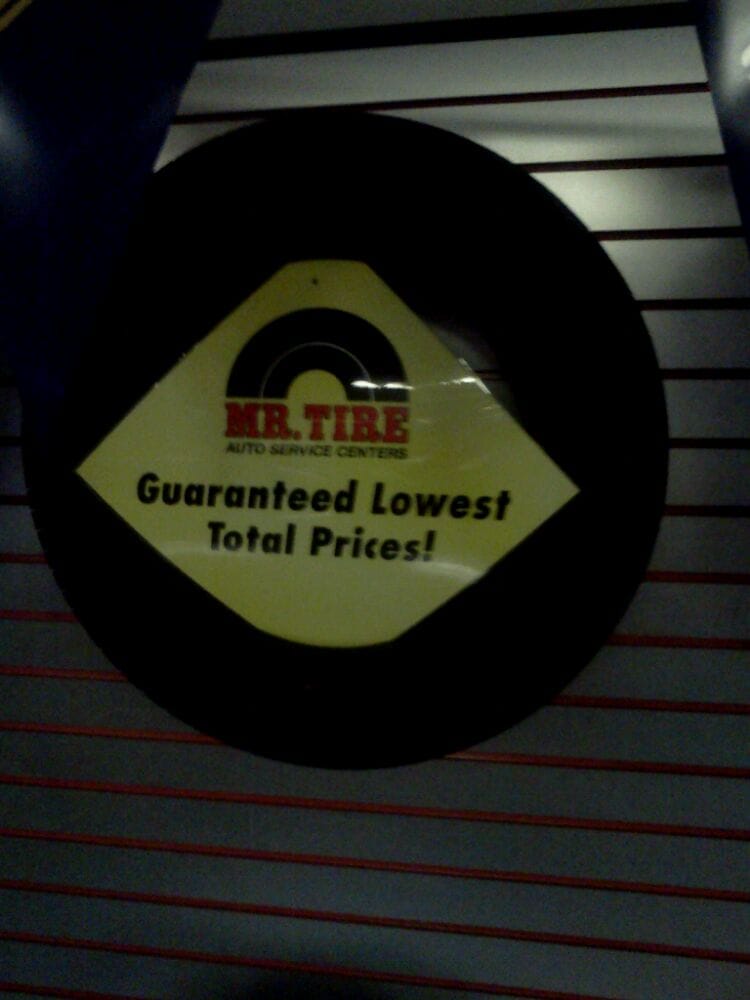 MR. TIRE
AUTO SERVICE CENTERS
Guaranteed Lowest
Total Prices!